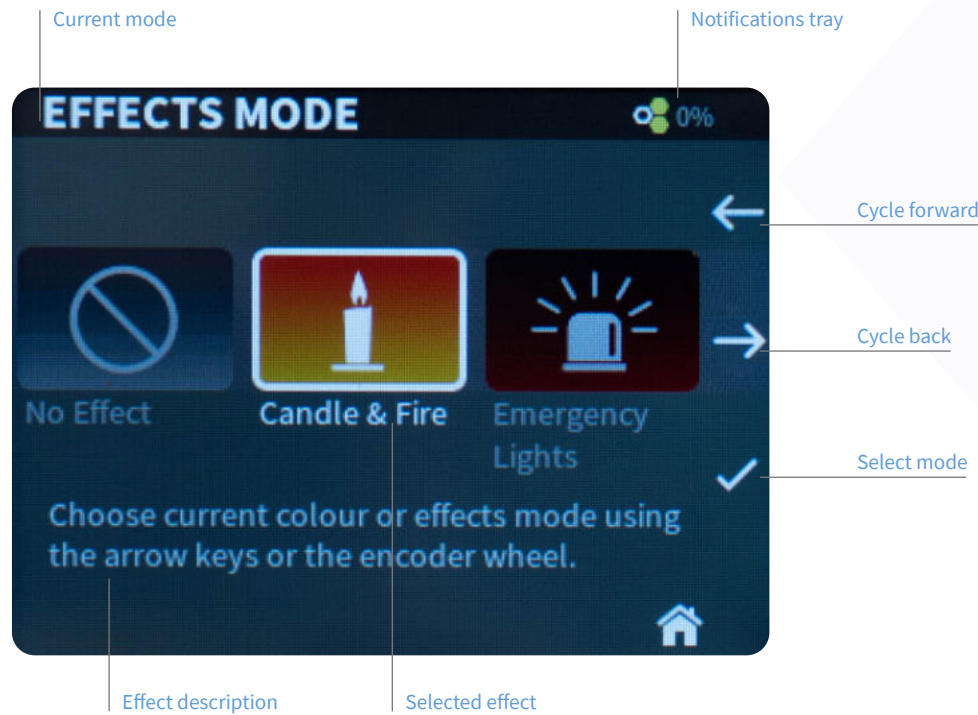 Current mode
Notifications tray
EFFECTS MODE
0%
Cycle forward
Cycle back
No Effect
Candle & Fire
Emergency
Lights
Select mode
Choose current colour or effects mode using
the arrow keys or the encoder wheel.
Effect description
Selected effect